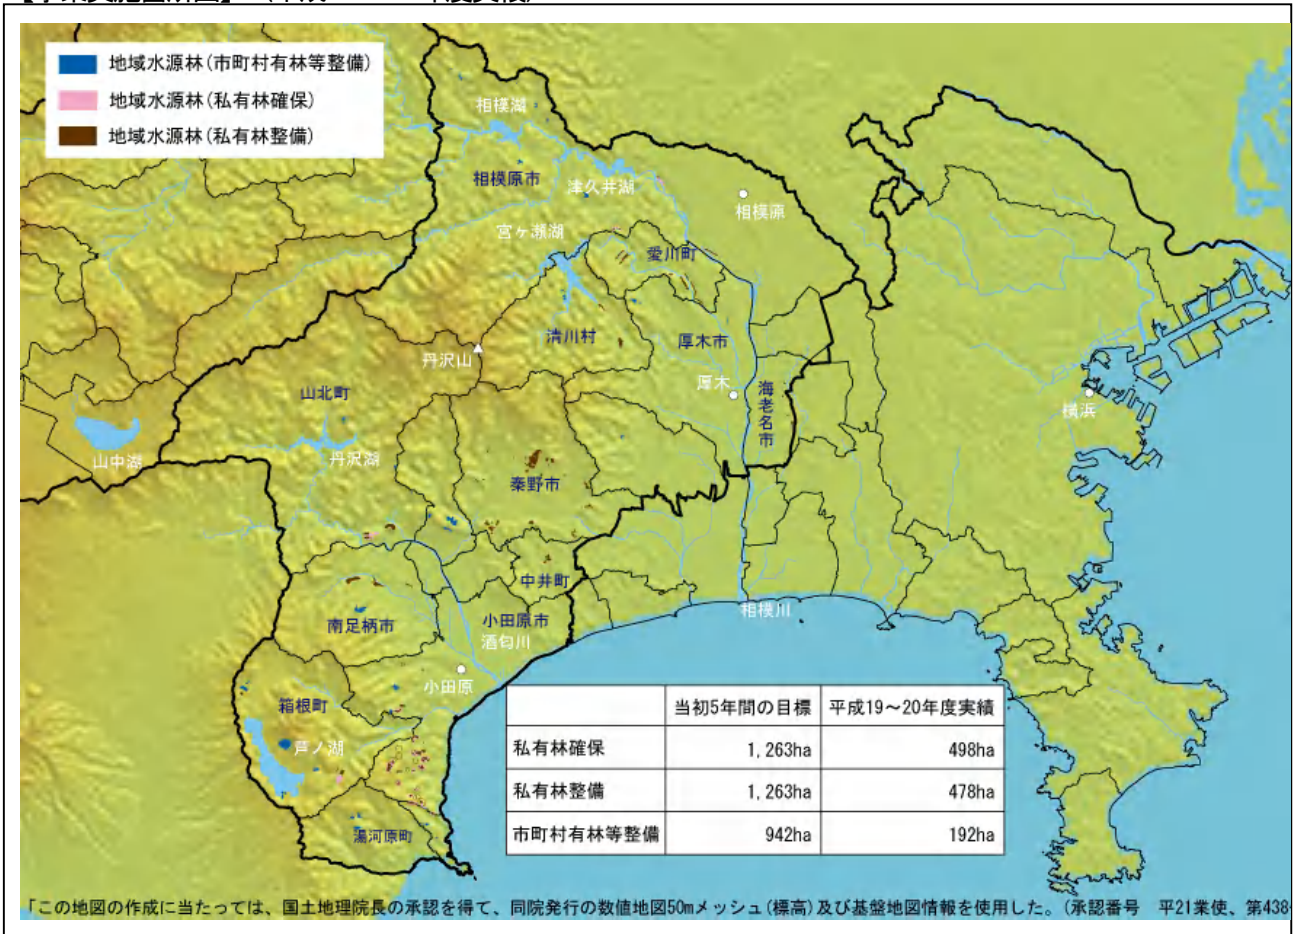 地域水源林(市町村有林等整備)
地域水源林(私有林確保)
地域水源林(私有林整備)
相模湖
相模原市
津久井湖
相模原
宮ヶ瀬湖
愛川町
清川村
厚木市
丹沢山
厚木
海老名市
山北町
横浜
山中湖
丹沢湖
秦野市
中井町
相模川
南足柄市
小田原市
酒匂川
小田原
箱根町
芦ノ湖
湯河原町
当初5年間の目標 平成19～20年度実績
私有林確保 1,263ha 498ha
私有林整備 1,263ha 478ha
市町村有林等整備 942ha 192ha
「この地図の作成に当たっては、国土地理院長の承認を得て、同院発行の数値地図50mメッシュ(標高)及び基盤地図情報を使用した。(承認番号 平21業使、第438